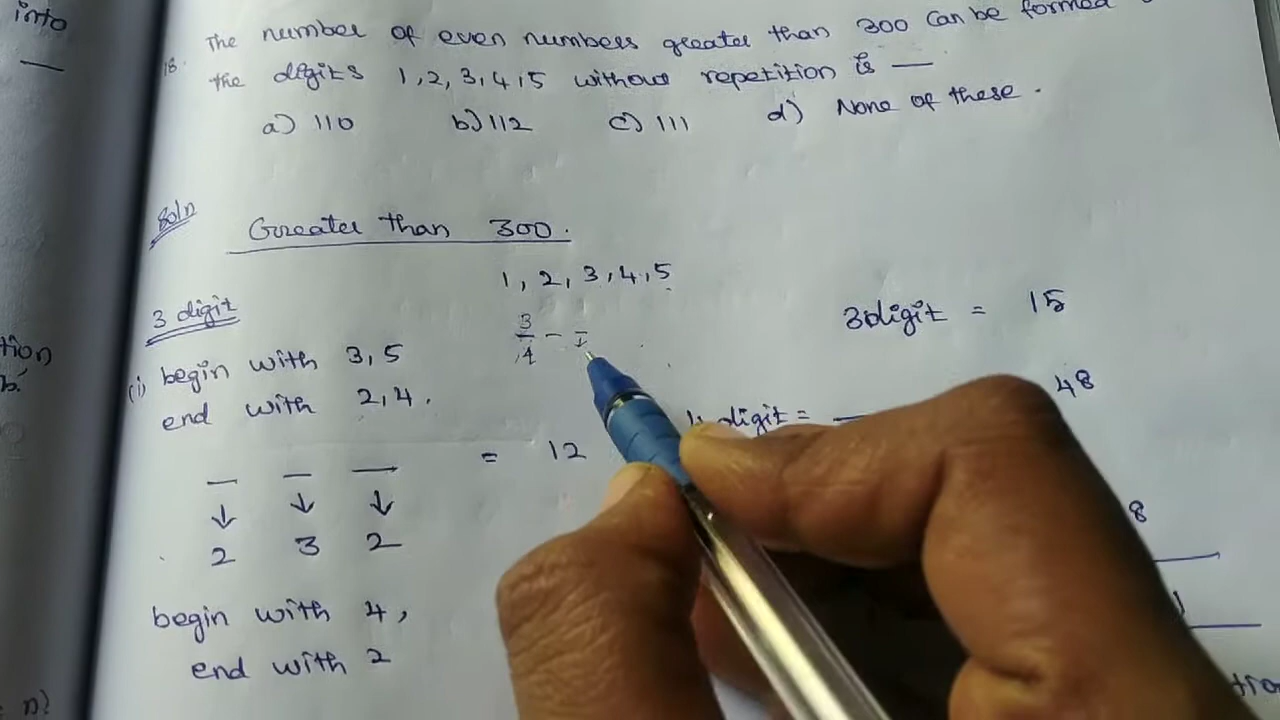 into
18. The number of even numbers greater than 300 can be formed
the digits 1, 2, 3, 4, 5 without repetition is —
a) 110 b) 112 c) 111 d) None of these.
Soln
Greater than 300.
1, 2, 3, 4, 5
3 digit
3digit = 15
3
4
tion
(i) begin with 3, 5
end with 2, 4.
digit =
48
= 12
8
2 3 2
begin with 4,
end with 2
n?